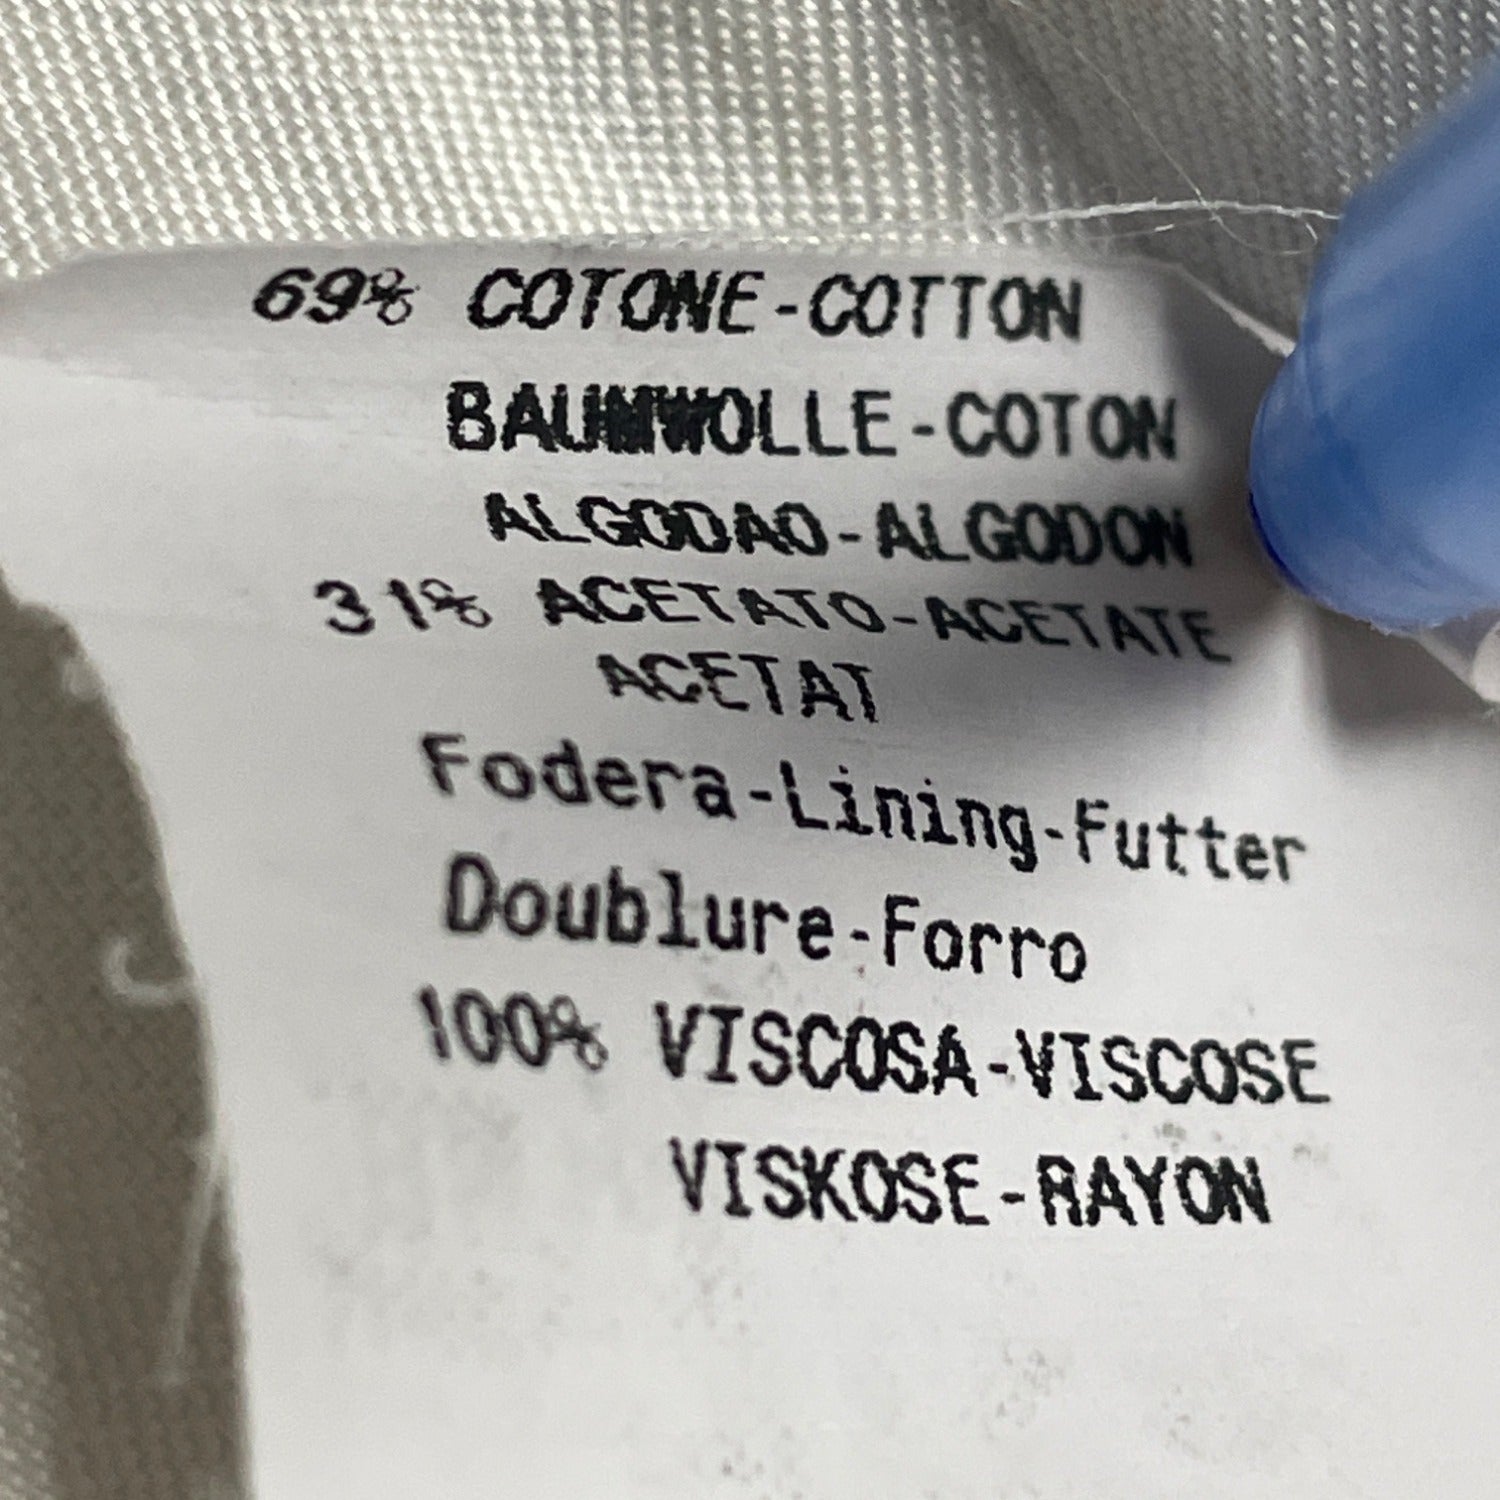 69% COTONE-COTTON
BAUMWOLLE-COTON
ALGODAO-ALGODON
31% ACETATO-ACETATE
ACETAT
Fodera-Lining-Futter
Doublure-Forro
100% VISCOSA-VISCOSE
VISKOSE-RAYON